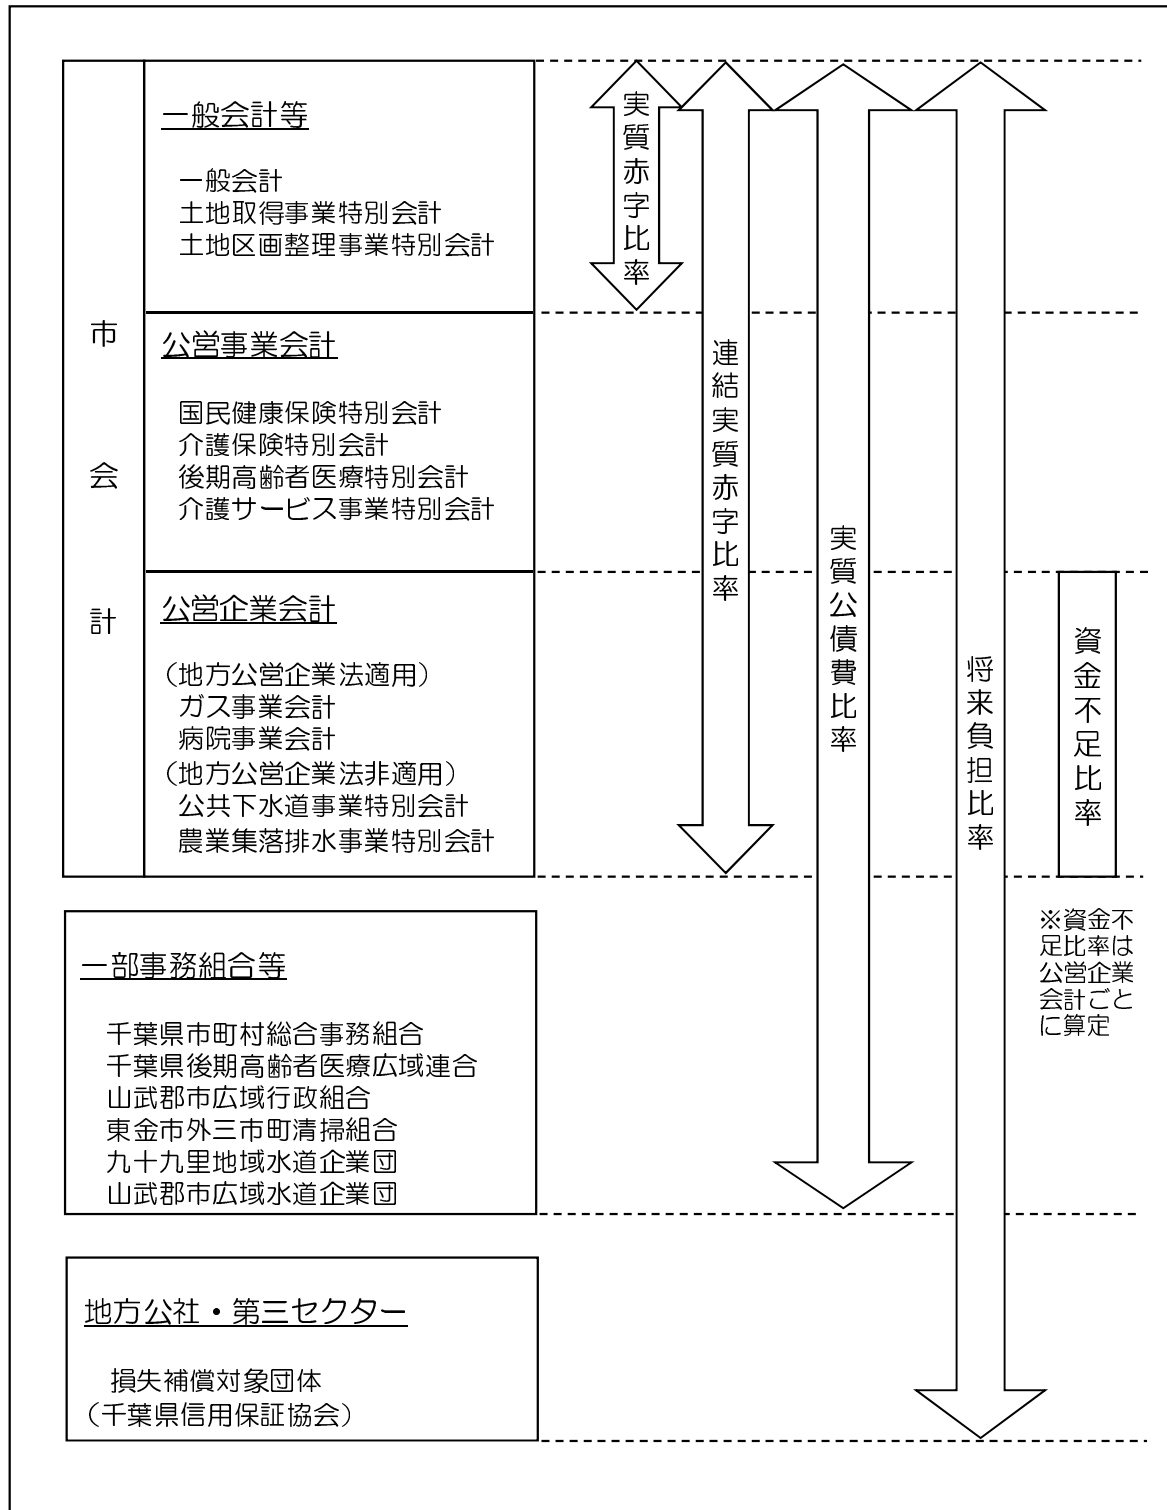 市会計
一般会計等
一般会計
土地取得事業特別会計
土地区画整理事業特別会計
公営事業会計
国民健康保険特別会計
介護保険特別会計
後期高齢者医療特別会計
介護サービス事業特別会計
公営企業会計
（地方公営企業法適用）
ガス事業会計
病院事業会計
（地方公営企業法非適用）
公共下水道事業特別会計
農業集落排水事業特別会計
一部事務組合等
千葉県市町村総合事務組合
千葉県後期高齢者医療広域連合
山武郡市広域行政組合
東金市外三市町清掃組合
九十九里地域水道企業団
山武郡市広域水道企業団
地方公社・第三セクター
損失補償対象団体
（千葉県信用保証協会）
実質赤字比率
連結実質赤字比率
実質公債費比率
将来負担比率
資金不足比率
※資金不
足比率は
公営企業
会計ごと
に算定